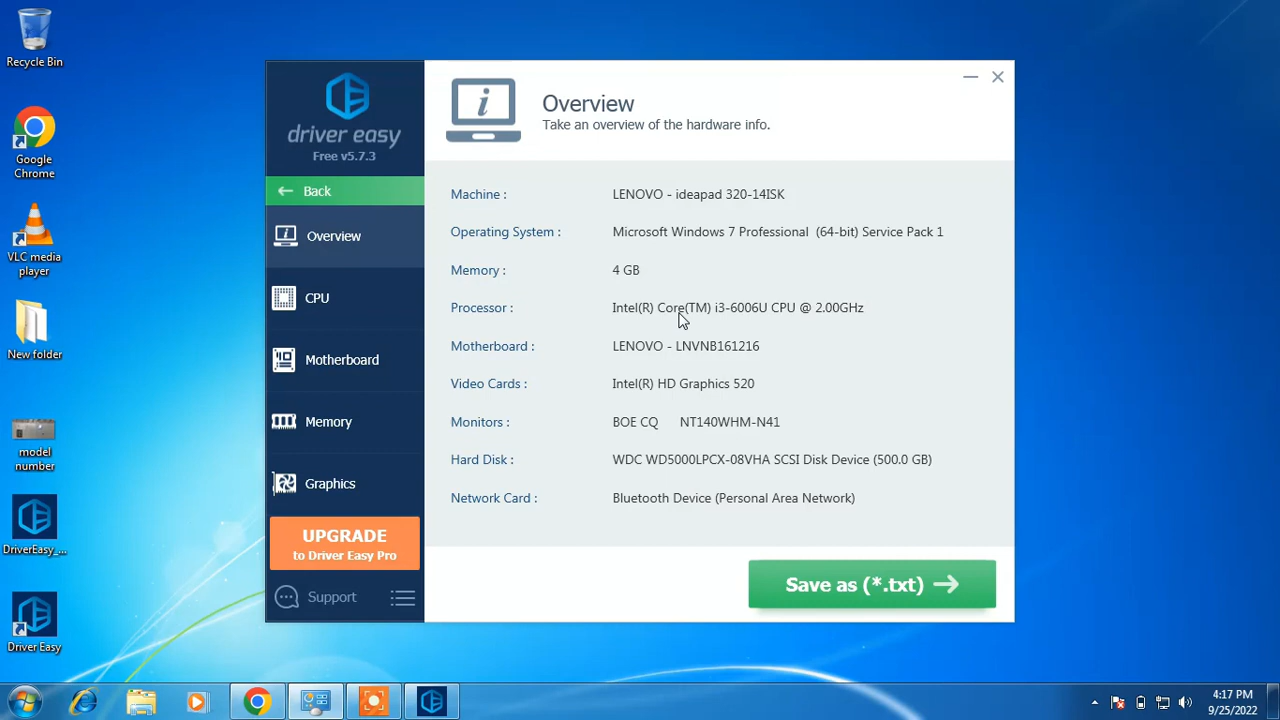 Recycle Bin
Google
Chrome
VLC media
player
New folder
model
number
DriverEasy_...
Driver Easy
driver easy
Free v5.7.3
Back
Overview
CPU
Motherboard
Memory
Graphics
UPGRADE
to Driver Easy Pro
Support
Overview
Take an overview of the hardware info.
Machine : LENOVO - ideapad 320-14ISK
Operating System : Microsoft Windows 7 Professional (64-bit) Service Pack 1
Memory : 4 GB
Processor : Intel(R) Core(TM) i3-6006U CPU @ 2.00GHz
Motherboard : LENOVO - LNVNB161216
Video Cards : Intel(R) HD Graphics 520
Monitors : BOE CQ NT140WHM-N41
Hard Disk : WDC WD5000LPCX-08VHA SCSI Disk Device (500.0 GB)
Network Card : Bluetooth Device (Personal Area Network)
Save as (*.txt)
4:17 PM
9/25/2022